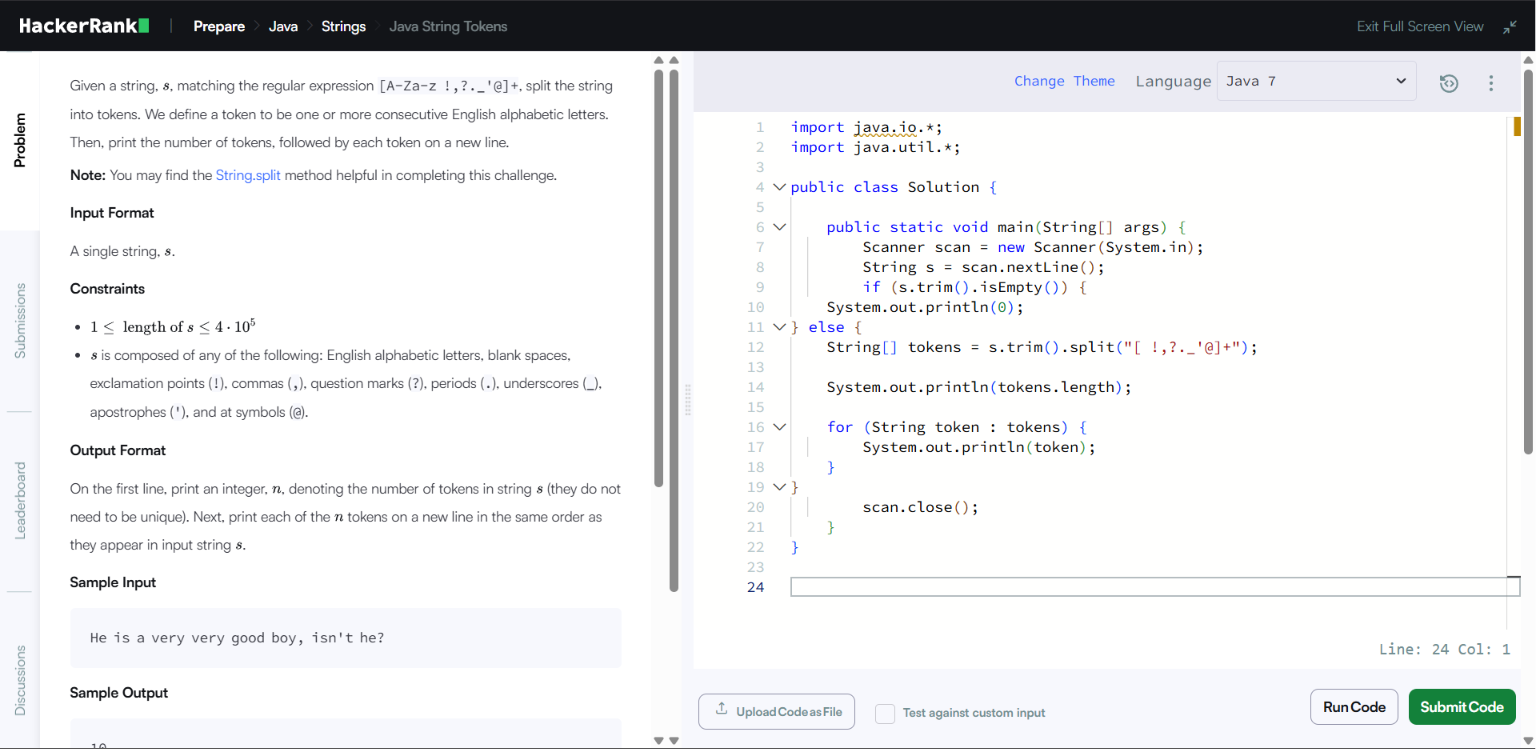 HackerRank | Prepare > Java > Strings > Java String Tokens Exit Full Screen View
Problem
Submissions
Leaderboard
Discussions
Given a string, s, matching the regular expression [A-Za-z !,?._'@]+, split the string
into tokens. We define a token to be one or more consecutive English alphabetic letters.
Then, print the number of tokens, followed by each token on a new line.
Note: You may find the String.split method helpful in completing this challenge.
Input Format
A single string, s.
Constraints
• 1 ≤ length of s ≤ 4 · 10⁵
• s is composed of any of the following: English alphabetic letters, blank spaces,
exclamation points (!), commas (,), question marks (?), periods (.), underscores (_),
apostrophes ('), and at symbols (@).
Output Format
On the first line, print an integer, n, denoting the number of tokens in string s (they do not
need to be unique). Next, print each of the n tokens on a new line in the same order as
they appear in input string s.
Sample Input
He is a very very good boy, isn't he?
Sample Output
10
Change Theme Language Java 7
1 import java.io.*;
2 import java.util.*;
3
4 public class Solution {
5
6 public static void main(String[] args) {
7 Scanner scan = new Scanner(System.in);
8 String s = scan.nextLine();
9 if (s.trim().isEmpty()) {
10 System.out.println(0);
11 } else {
12 String[] tokens = s.trim().split("[ !,?._'@]+");
13
14 System.out.println(tokens.length);
15
16 for (String token : tokens) {
17 System.out.println(token);
18 }
19 }
20 scan.close();
21 }
22 }
23
24
Line: 24 Col: 1
Upload Code as File Test against custom input Run Code Submit Code